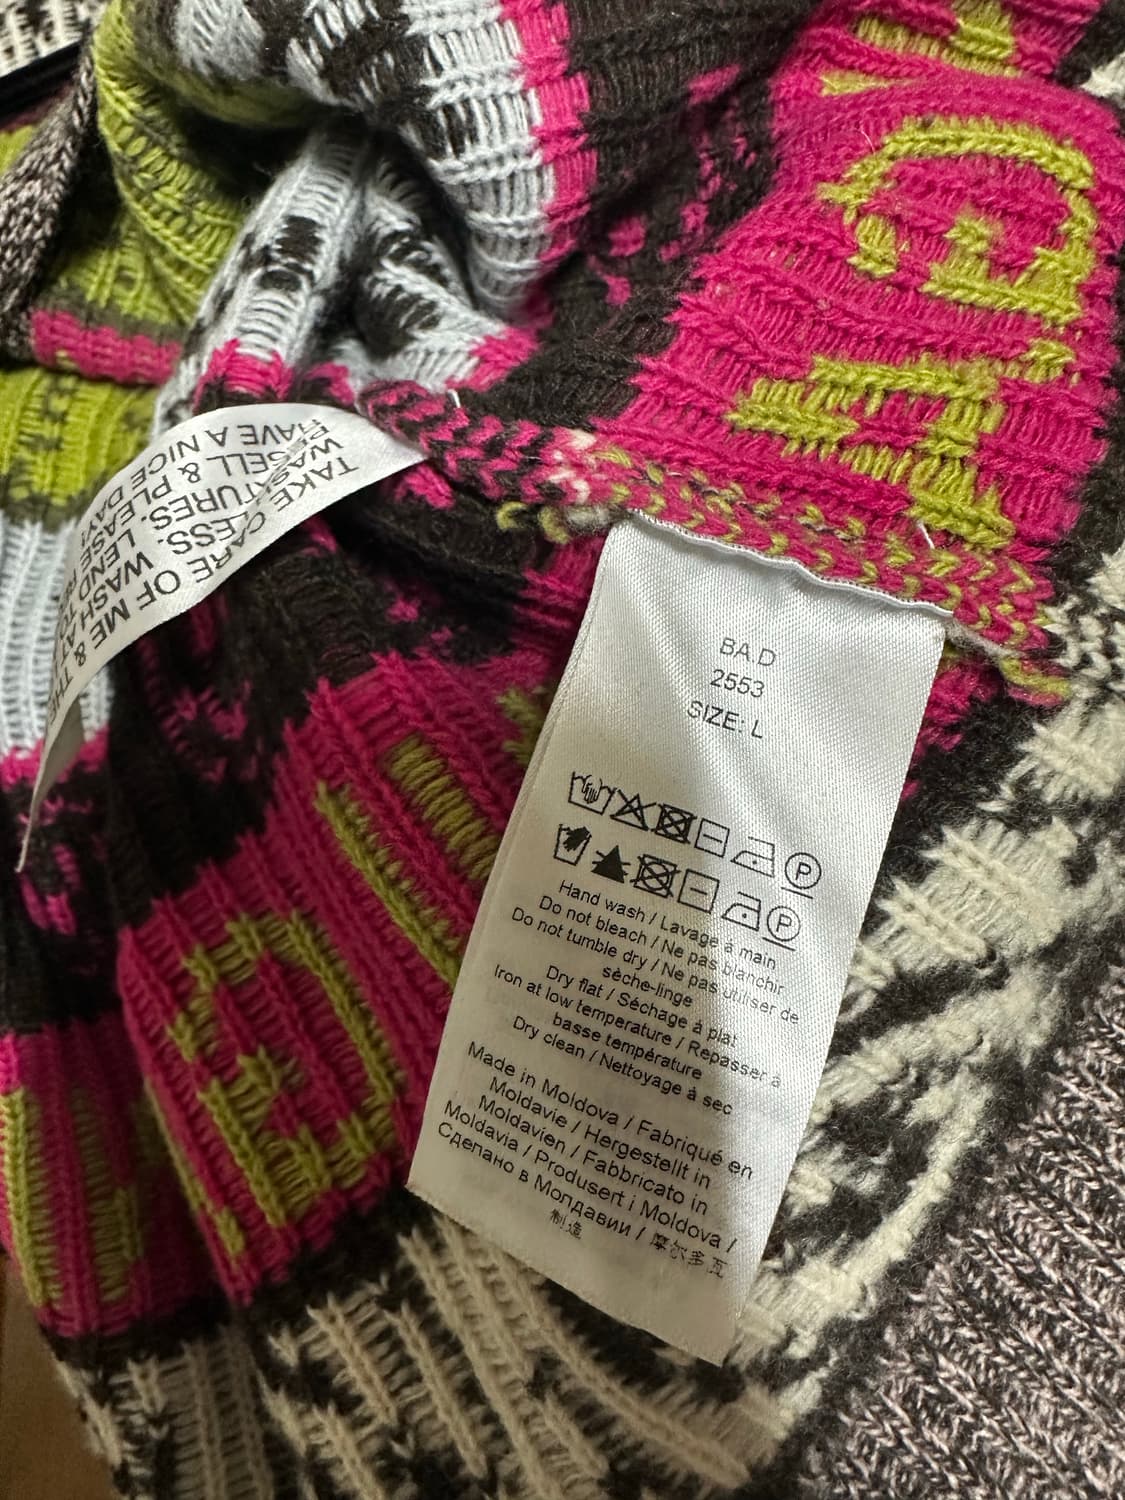 TAKE CARE OF ME & THE
CESS. WASH AT
TURES. LEND
SELL & PLEASE
HAVE A NICE DAY
BA.D
2553
SIZE: L
P
P
Hand wash / Lavage à main
Do not bleach / Ne pas blanchir
Do not tumble dry / Ne pas utiliser de
sèche-linge
Dry flat / Séchage à plat
Iron at low temperature / Repasser à
basse température
Dry clean / Nettoyage à sec
Made in Moldova / Fabriqué en
Moldavie / Hergestellt in
Moldavien / Fabbricato in
Moldavia / Produsert i Moldova /
Сделано в Молдавии / 摩尔多瓦
制造